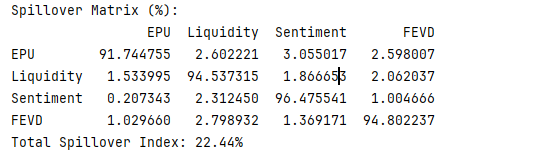 Spillover Matrix (%):
EPU Liquidity Sentiment FEVD
EPU 91.744755 2.602221 3.055017 2.598007
Liquidity 1.533995 94.537315 1.866653 2.062037
Sentiment 0.207343 2.312450 96.475541 1.004666
FEVD 1.029660 2.798932 1.369171 94.802237
Total Spillover Index: 22.44%